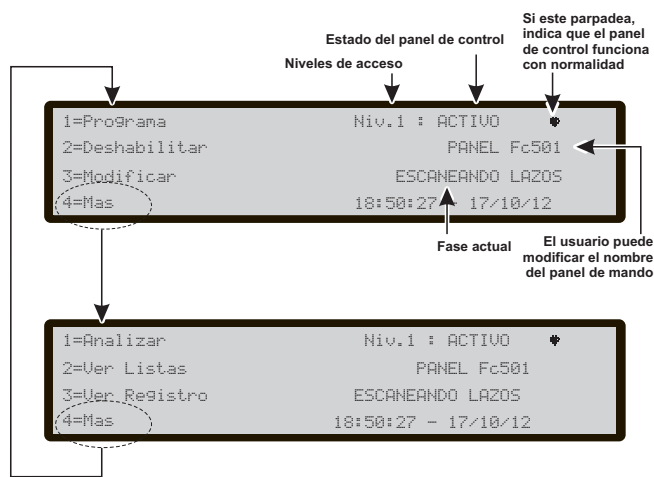 Si este parpadea,
indica que el panel
de control funciona
con normalidad
Estado del panel de control
Niveles de acceso
1=Programa Niv.1 : ACTIVO
2=Deshabilitar PANEL Fc501
3=Modificar ESCANEANDO LAZOS
4=Mas 18:50:27 - 17/10/12
Fase actual
El usuario puede
modificar el nombre
del panel de mando
1=Analizar Niv.1 : ACTIVO
2=Ver Listas PANEL Fc501
3=Ver Registro ESCANEANDO LAZOS
4=Mas 18:50:27 - 17/10/12